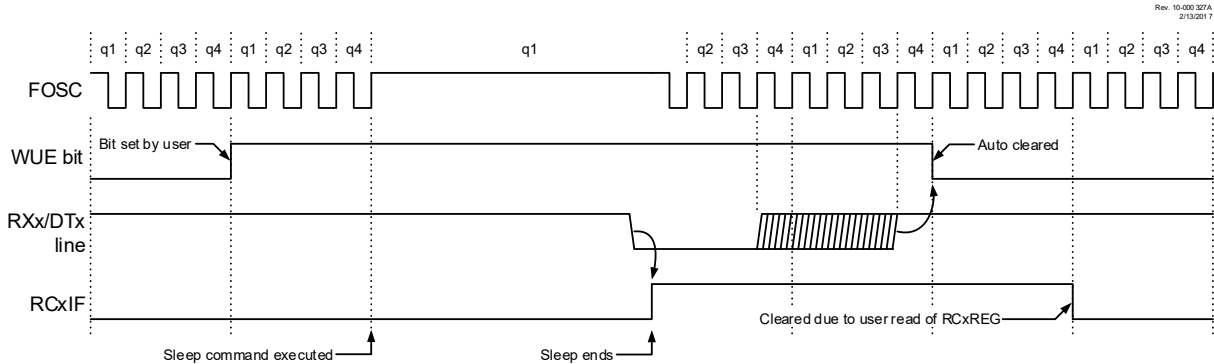 Rev. 10-000 327A
2/13/201 7
q1 q2 q3 q4 q1 q2 q3 q4 q1 q2 q3 q4 q1 q2 q3 q4 q1 q2 q3 q4 q1 q2 q3 q4
FOSC
WUE bit
Bit set by user
Auto cleared
RXx/DTx
line
RCxIF
Cleared due to user read of RCxREG
Sleep command executed
Sleep ends